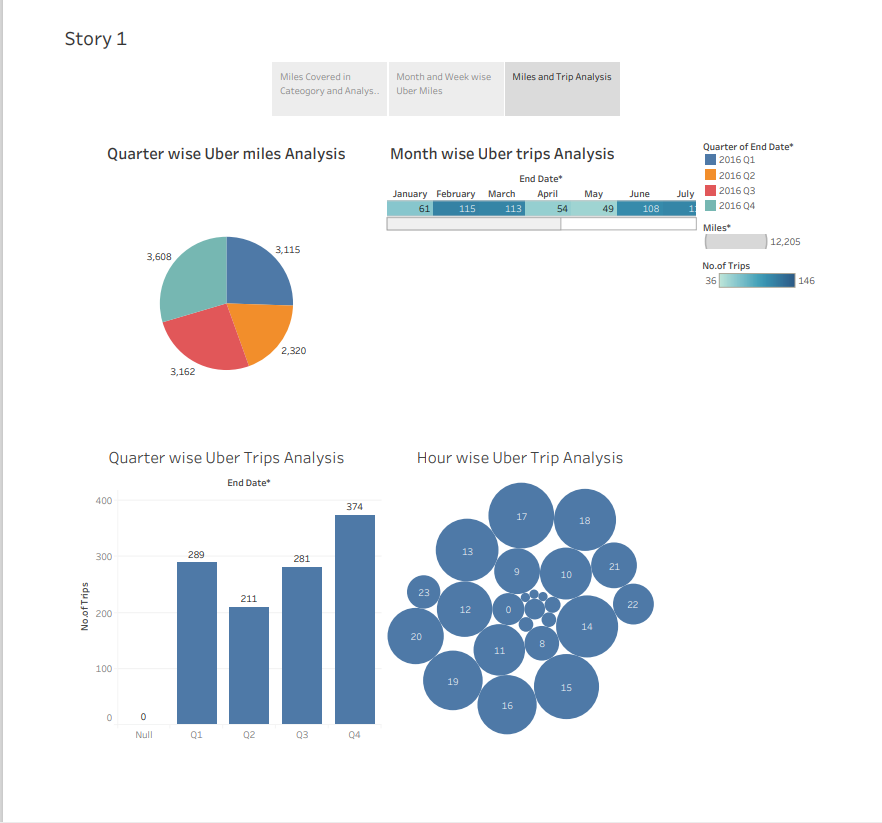 Story 1
Miles Covered in
Cateogory and Analys..
Month and Week wise
Uber Miles
Miles and Trip Analysis
Quarter wise Uber miles Analysis
3,608
3,115
2,320
3,162
Month wise Uber trips Analysis
End Date*
January February March April May June July
61 115 113 54 49 108
Quarter of End Date*
2016 Q1
2016 Q2
2016 Q3
2016 Q4
Miles*
12,205
No.of Trips
36 146
Quarter wise Uber Trips Analysis
End Date*
No.of Trips
400
300
200
100
0
0
289
211
281
374
Null Q1 Q2 Q3 Q4
Hour wise Uber Trip Analysis
17
18
13
9
10
21
23
12
0
22
20
11
8
14
19
16
15